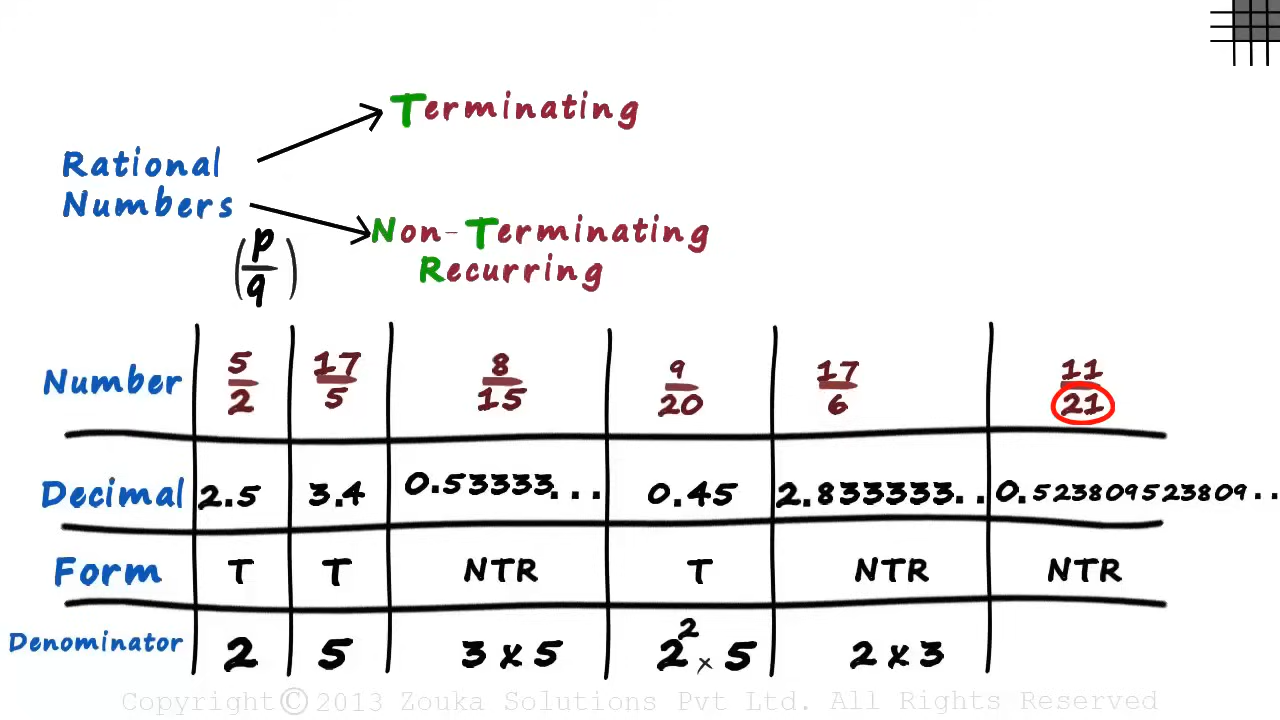 Terminating
Rational
Numbers
Non-Terminating
Recurring
(p/q)
Number 5/2 17/5 8/15 9/20 17/6 11/21
Decimal 2.5 3.4 0.53333... 0.45 2.833333.. 0.523809523809..
Form T T NTR T NTR NTR
Denominator 2 5 3 x 5 2² x 5 2 x 3
Copyright© 2013 Zouka Solutions Pvt Ltd. All Rights Reserved